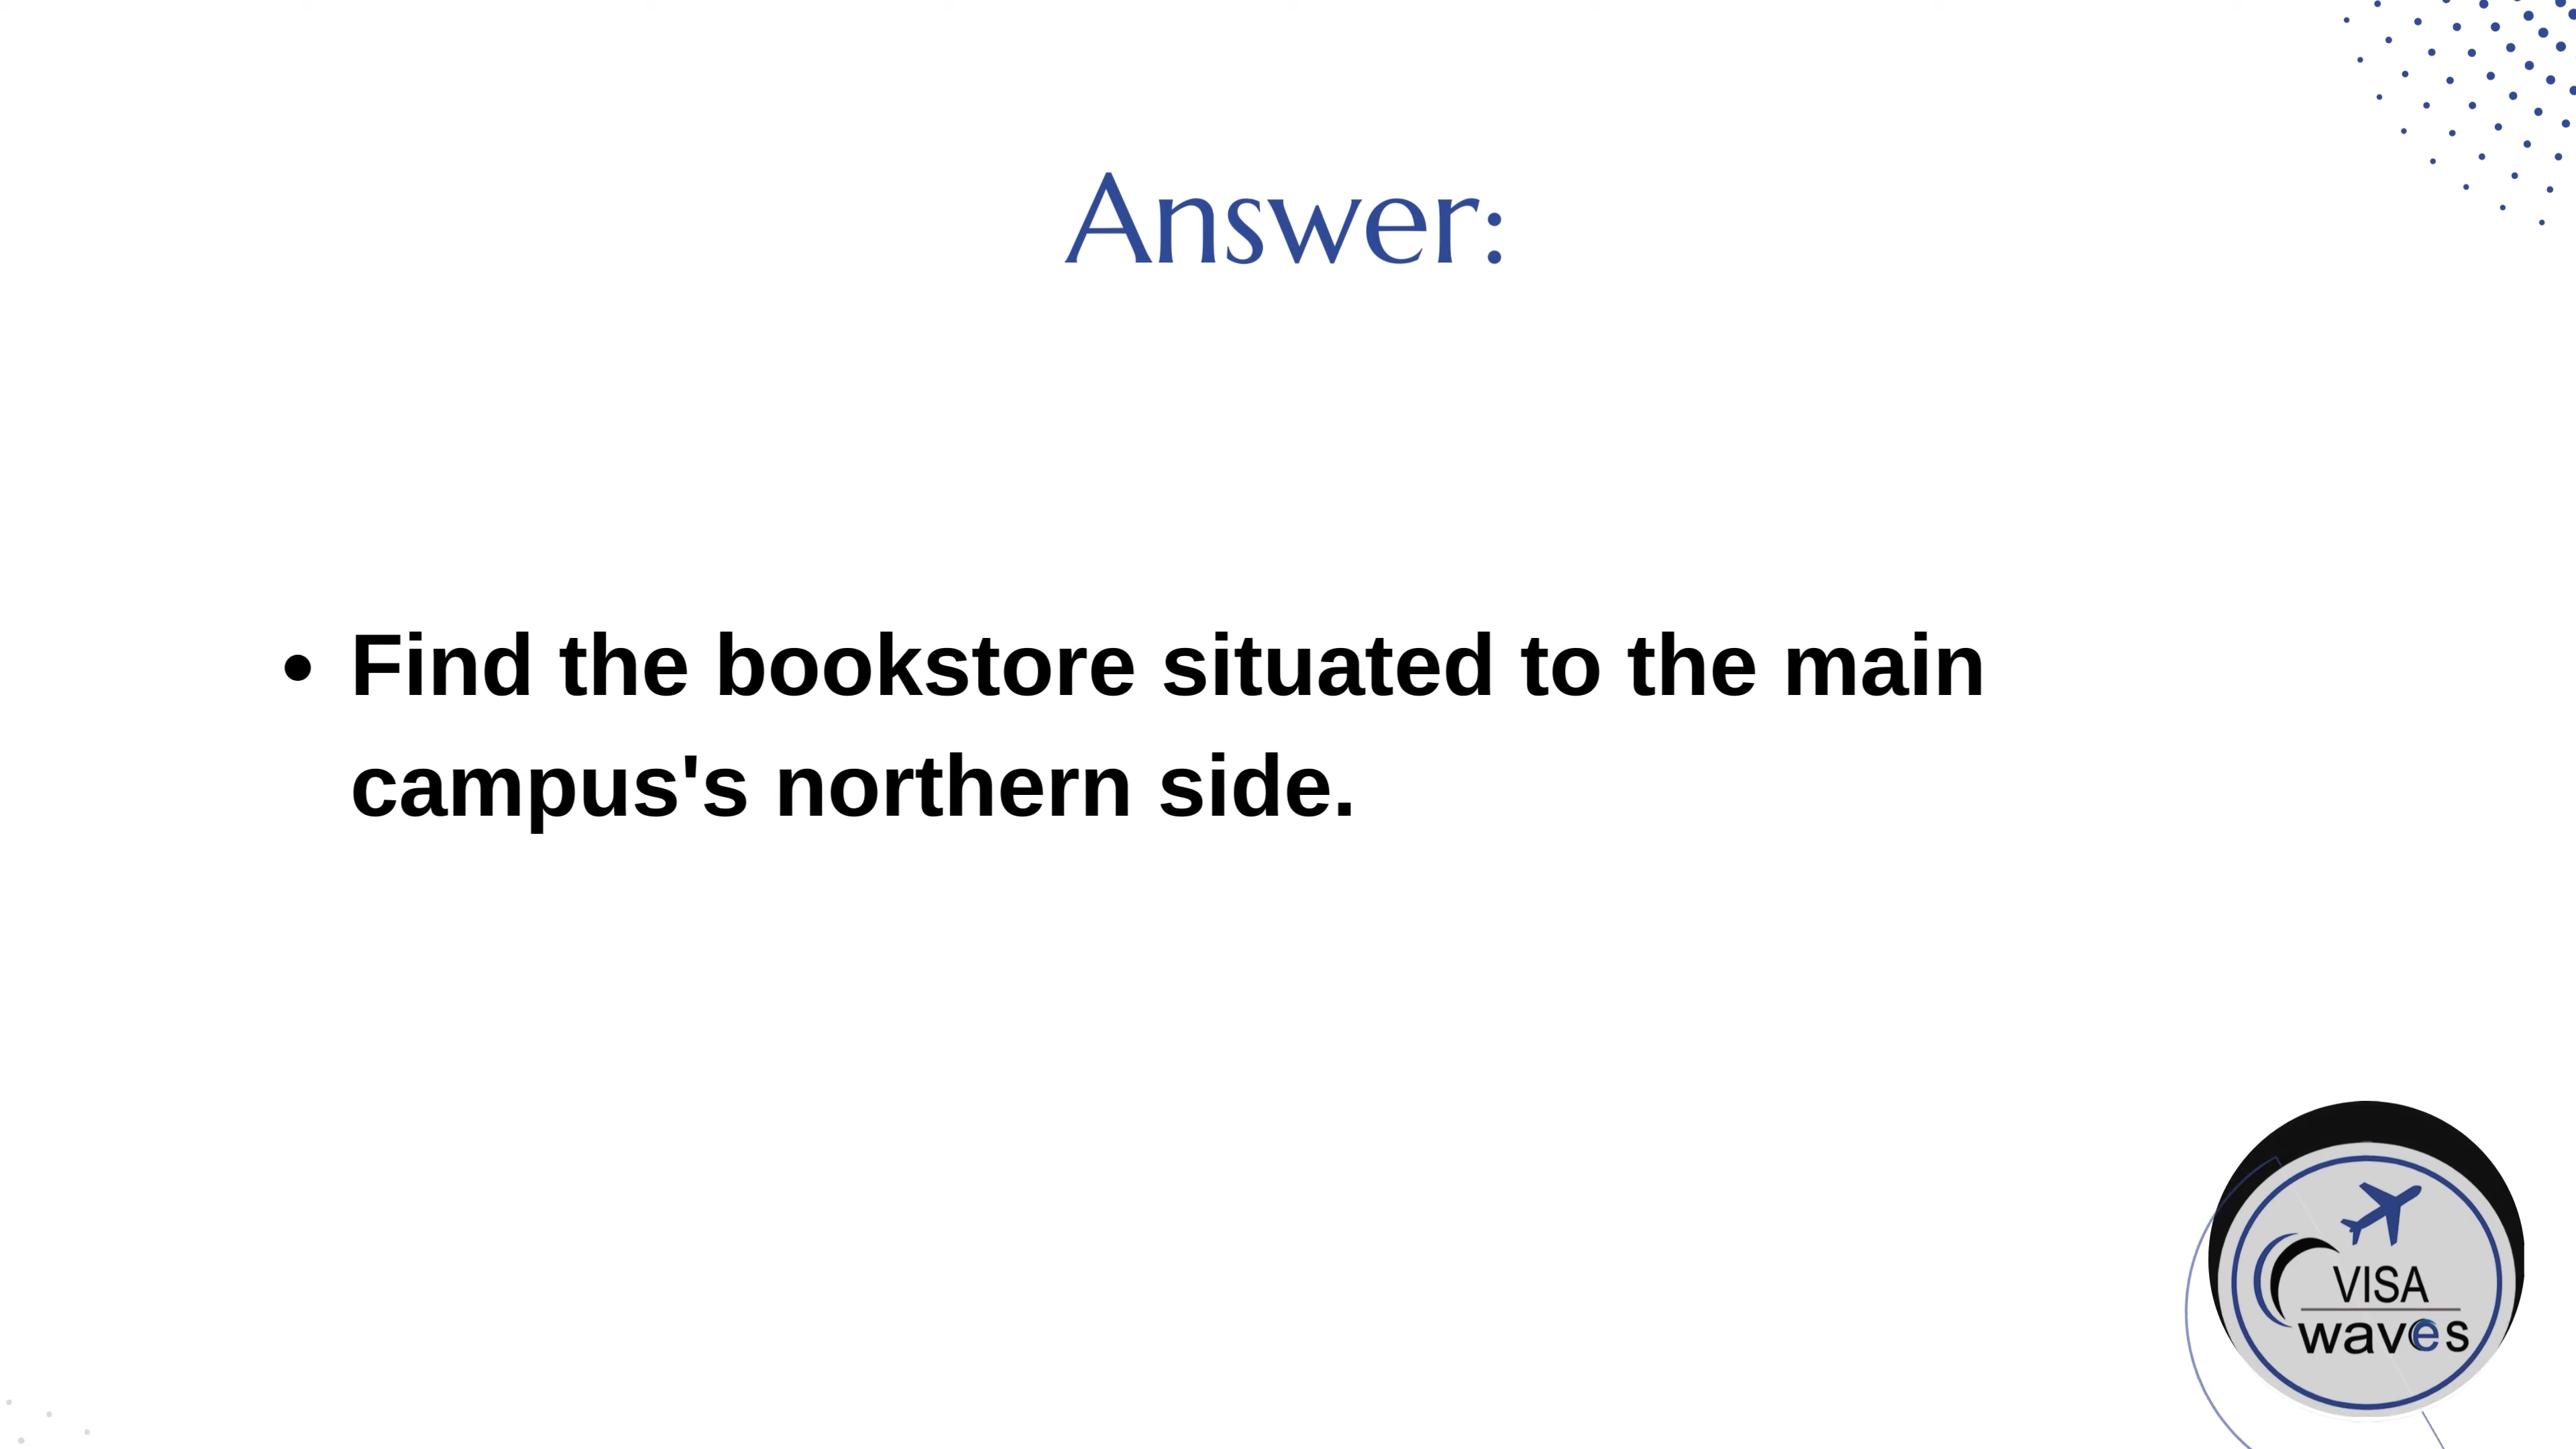 Answer:
• Find the bookstore situated to the main
campus's northern side.
VISA
waves